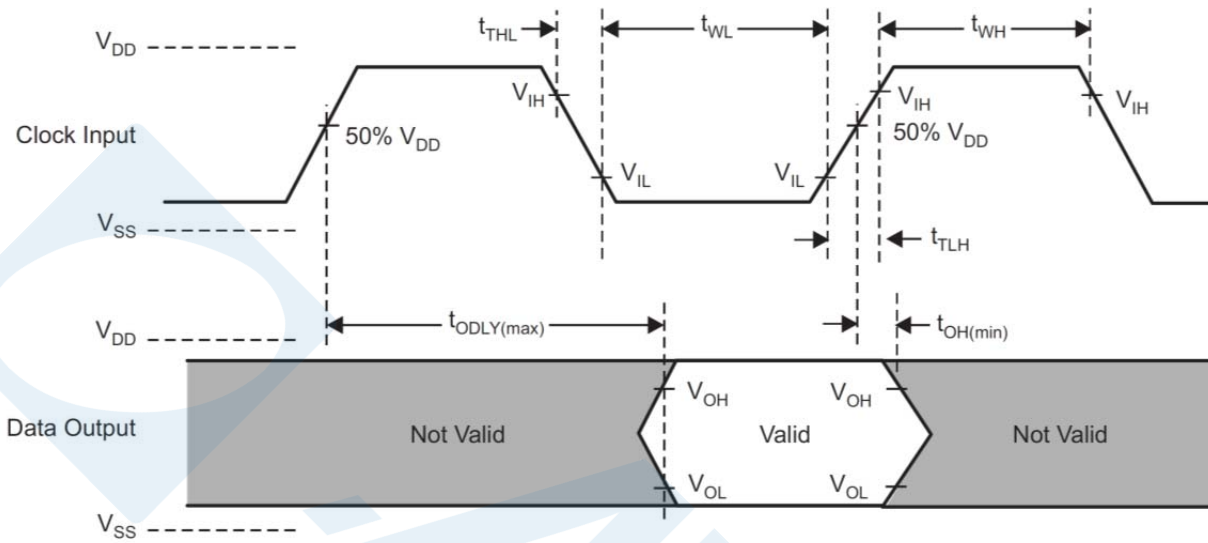 t_THL
t_WL
t_WH
V_DD
V_IH
V_IH
V_IH
Clock Input
50% V_DD
50% V_DD
V_IL
V_IL
V_SS
t_TLH
V_DD
t_ODLY(max)
t_OH(min)
V_OH
V_OH
Data Output
Not Valid
Valid
Not Valid
V_OL
V_OL
V_SS